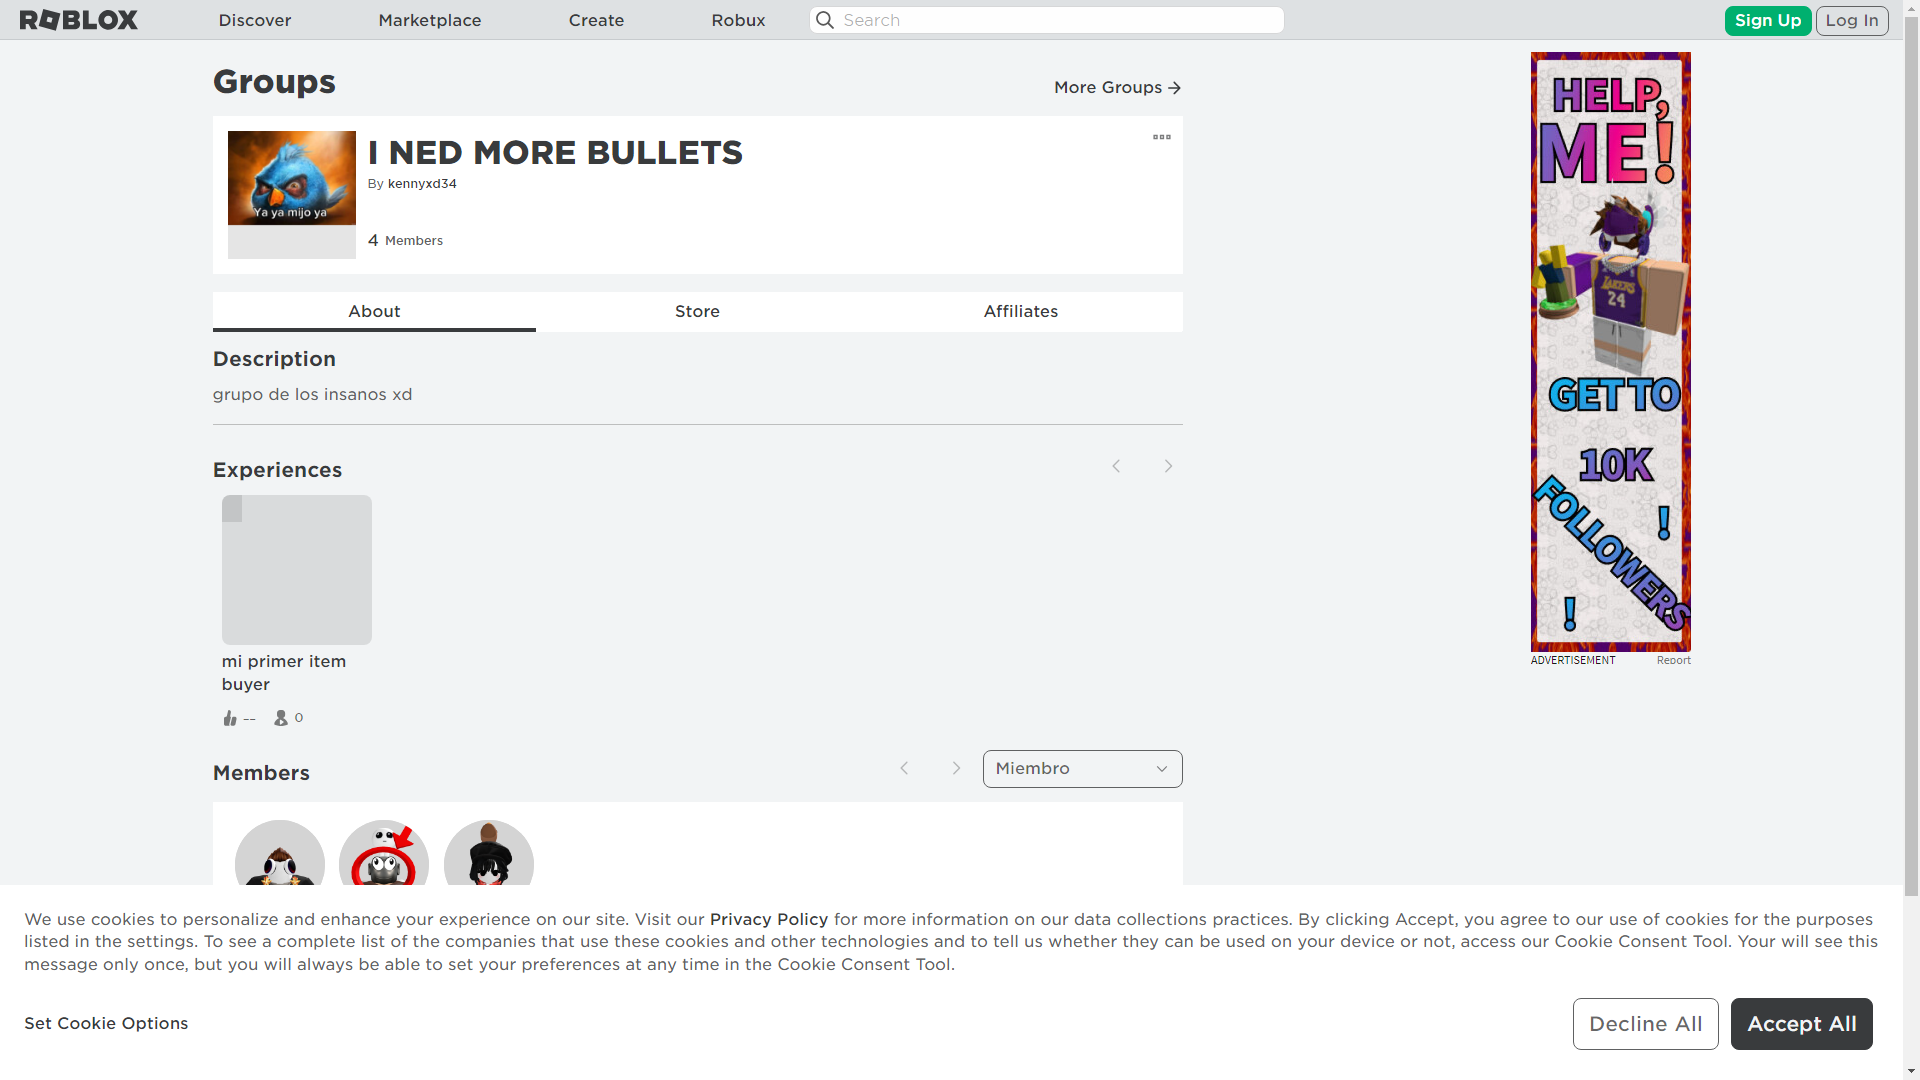 ROBLOX
Discover
Marketplace
Create
Robux
Search
Sign Up
Log In
Groups
More Groups
Ya ya mijo ya
I NED MORE BULLETS
By kennyxd34
4 Members
About
Store
Affiliates
Description
grupo de los insanos xd
Experiences
mi primer item
buyer
--
0
Members
Miembro
HELP,
ME!
LAKERS
24
GET TO
10K
FOLLOWERS
!
!
ADVERTISEMENT
Report
We use cookies to personalize and enhance your experience on our site. Visit our Privacy Policy for more information on our data collections practices. By clicking Accept, you agree to our use of cookies for the purposes
listed in the settings. To see a complete list of the companies that use these cookies and other technologies and to tell us whether they can be used on your device or not, access our Cookie Consent Tool. Your will see this
message only once, but you will always be able to set your preferences at any time in the Cookie Consent Tool.
Set Cookie Options
Decline All
Accept All